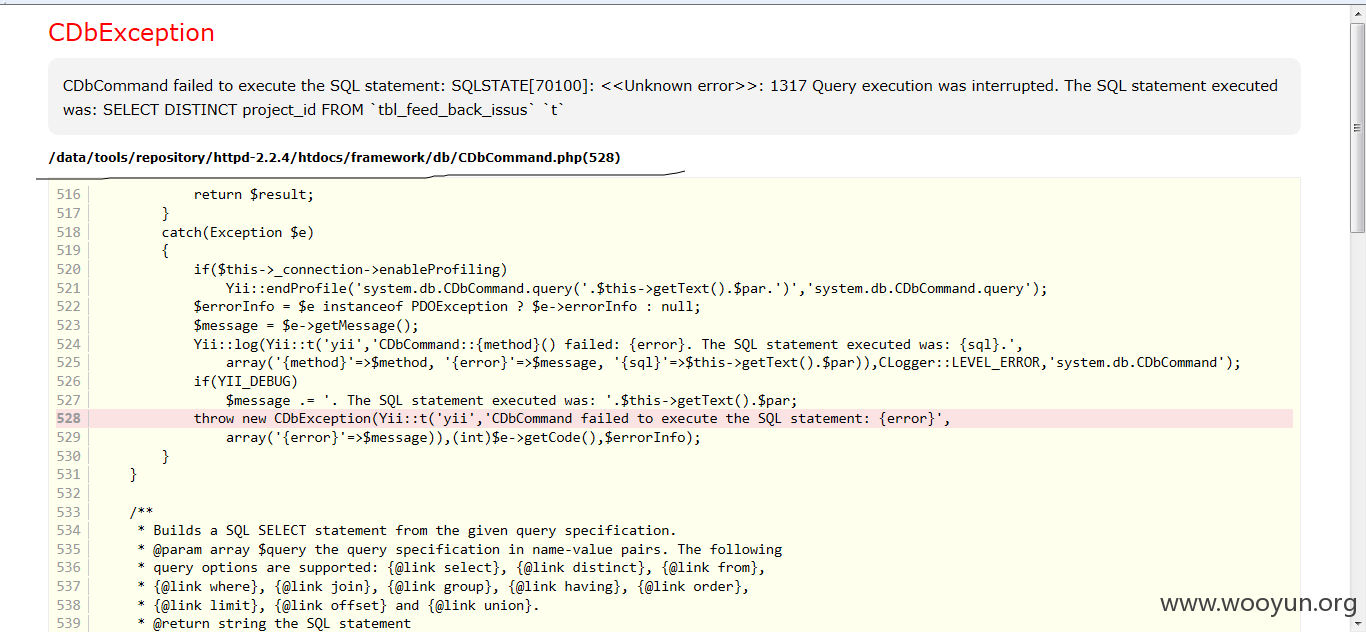 CDbException
CDbCommand failed to execute the SQL statement: SQLSTATE[70100]: <<Unknown error>>: 1317 Query execution was interrupted. The SQL statement executed
was: SELECT DISTINCT project_id FROM `tbl_feed_back_issus` `t`
/data/tools/repository/httpd-2.2.4/htdocs/framework/db/CDbCommand.php(528)
516             return $result;
517         }
518         catch(Exception $e)
519         {
520             if($this->_connection->enableProfiling)
521                 Yii::endProfile('system.db.CDbCommand.query('.$this->getText().$par.')','system.db.CDbCommand.query');
522             $errorInfo = $e instanceof PDOException ? $e->errorInfo : null;
523             $message = $e->getMessage();
524             Yii::log(Yii::t('yii','CDbCommand::{method}() failed: {error}. The SQL statement executed was: {sql}.',
525                 array('{method}'=>$method, '{error}'=>$message, '{sql}'=>$this->getText().$par)),CLogger::LEVEL_ERROR,'system.db.CDbCommand');
526             if(YII_DEBUG)
527                 $message .= '. The SQL statement executed was: '.$this->getText().$par;
528             throw new CDbException(Yii::t('yii','CDbCommand failed to execute the SQL statement: {error}',
529                 array('{error}'=>$message)),(int)$e->getCode(),$errorInfo);
530         }
531     }
532
533     /**
534      * Builds a SQL SELECT statement from the given query specification.
535      * @param array $query the query specification in name-value pairs. The following
536      * query options are supported: {@link select}, {@link distinct}, {@link from},
537      * {@link where}, {@link join}, {@link group}, {@link having}, {@link order},
538      * {@link limit}, {@link offset} and {@link union}.
539      * @return string the SQL statement
www.wooyun.org